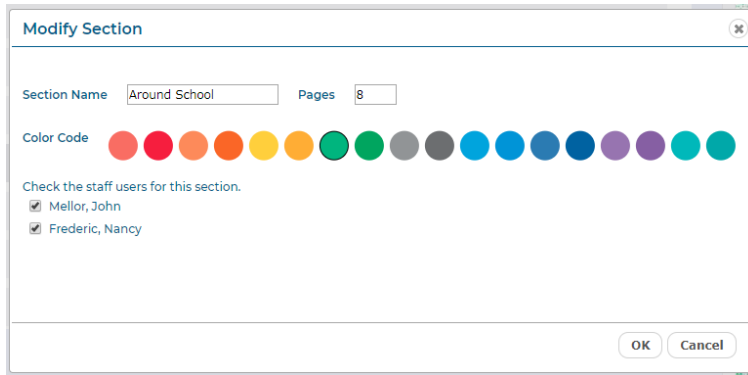 Modify Section
Section Name Around School Pages 8
Color Code
Check the staff users for this section.
Mellor, John
Frederic, Nancy
OK Cancel